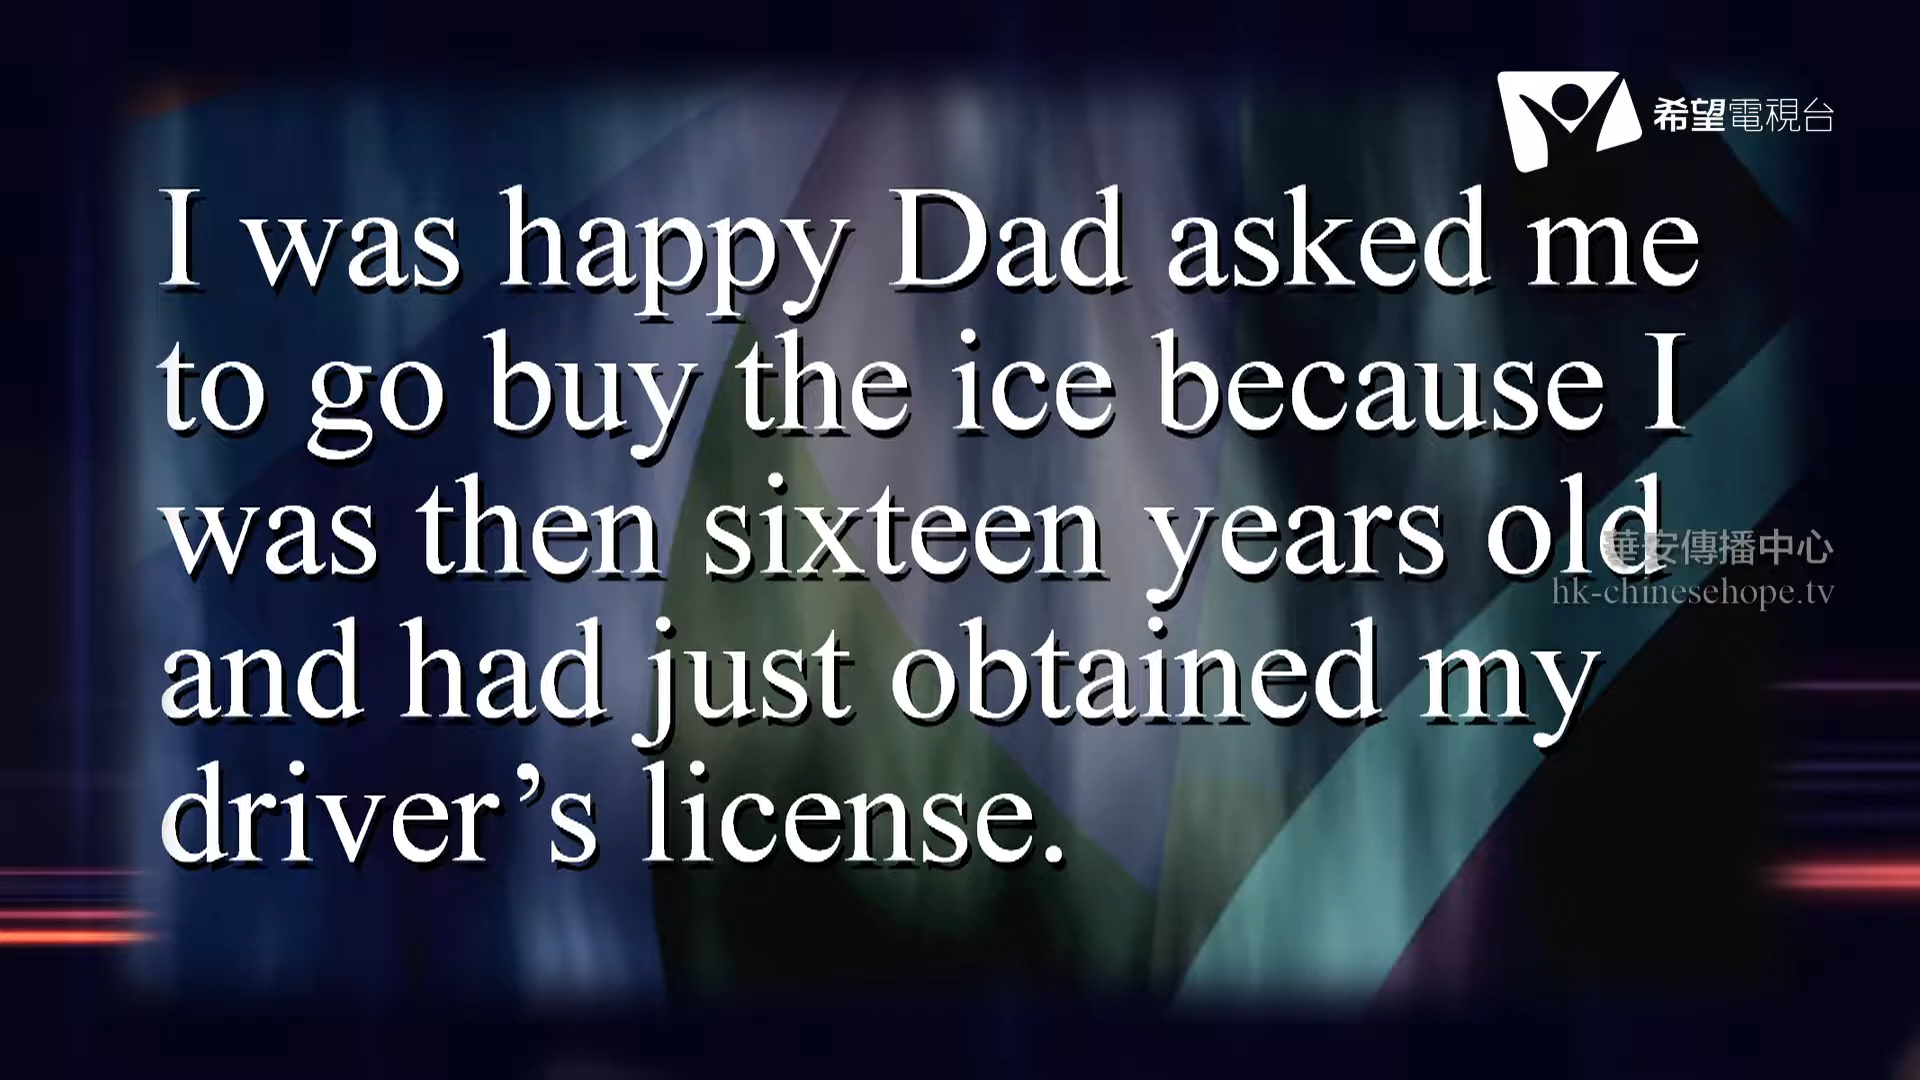 希望電視台
I was happy Dad asked me
to go buy the ice because I
was then sixteen years old
華安傳播中心
hk-chinesehope.tv
and had just obtained my
driver’s license.